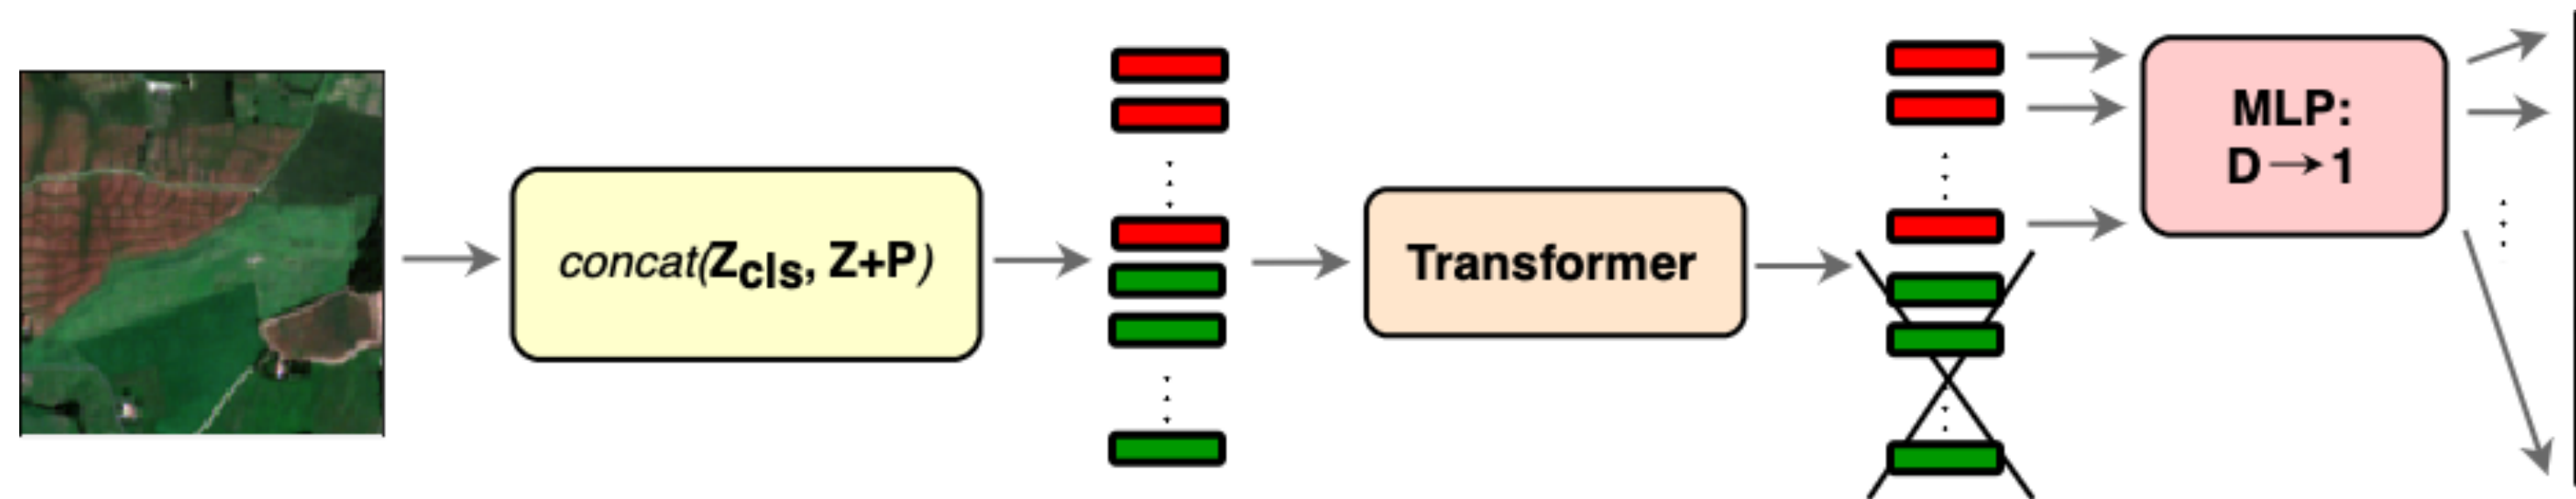 concat(Zcls, Z+P)
Transformer
MLP:
D→1